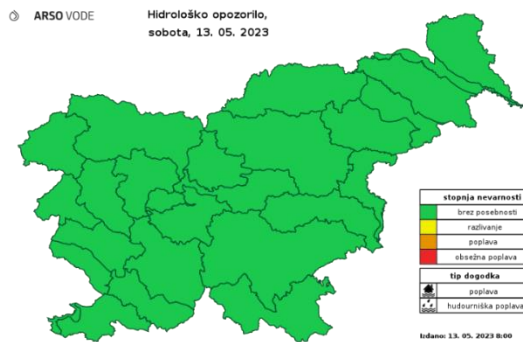 ARSO VODE
Hidrološko opozorilo,
sobota, 13. 05. 2023
stopnja nevarnosti
brez posebnosti
razlivanje
poplava
obsežna poplava
tip dogodka
poplava
hudourniška poplava
Izdano: 13. 05. 2023 8:00